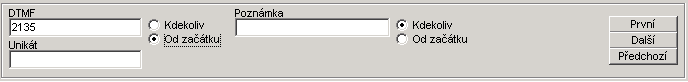 DTMF
2135
Kdekoliv
Od začátku
Unikát
Poznámka
Kdekoliv
Od začátku
První
Další
Předchozí